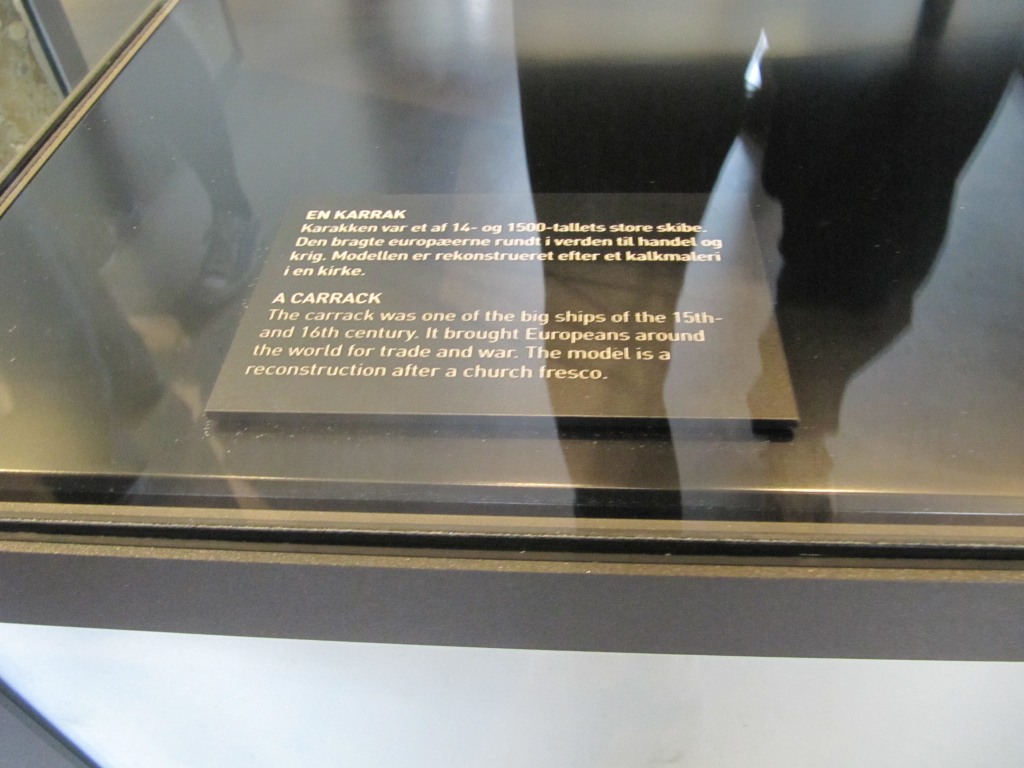 EN KARRAK
Karakken var et af 14- og 1500-tallets store skibe.
Den bragte europæerne rundt i verden til handel og
krig. Modellen er rekonstrueret efter et kalkmaleri
i en kirke.
A CARRACK
The carrack was one of the big ships of the 15th-
and 16th century. It brought Europeans around
the world for trade and war. The model is a
reconstruction after a church fresco.